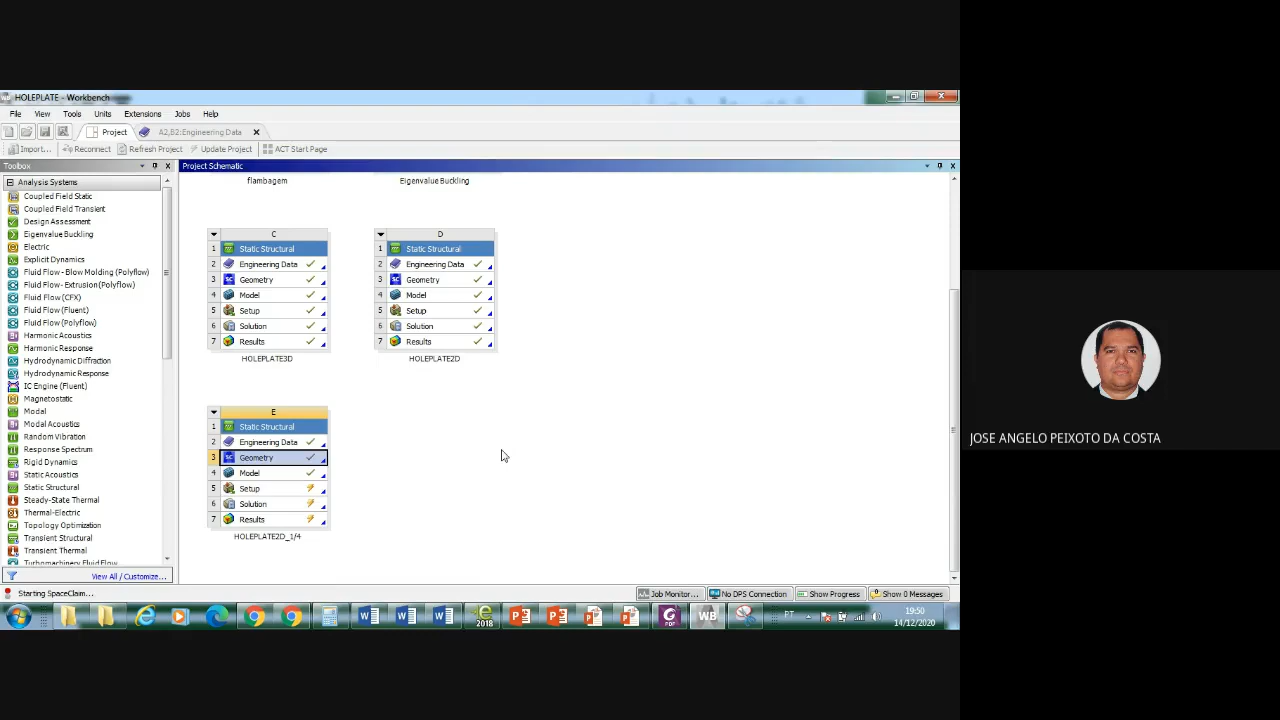 HOLEPLATE - Workbench
File View Tools Units Extensions Jobs Help
Project A2,B2:Engineering Data
Import... Reconnect Refresh Project Update Project ACT Start Page
Toolbox
Analysis Systems
Coupled Field Static
Coupled Field Transient
Design Assessment
Eigenvalue Buckling
Electric
Explicit Dynamics
Fluid Flow - Blow Molding (Polyflow)
Fluid Flow- Extrusion(Polyflow)
Fluid Flow (CFX)
Fluid Flow (Fluent)
Fluid Flow (Polyflow)
Harmonic Acoustics
Harmonic Response
Hydrodynamic Diffraction
Hydrodynamic Response
IC Engine (Fluent)
Magnetostatic
Modal
Modal Acoustics
Random Vibration
Response Spectrum
Rigid Dynamics
Static Acoustics
Static Structural
Steady-State Thermal
Thermal-Electric
Topology Optimization
Transient Structural
Transient Thermal
Turbomachinery Fluid Flow
View All / Customize...
Project Schematic
flambagem
Eigenvalue Buckling
C
1 Static Structural
2 Engineering Data
3 Geometry
4 Model
5 Setup
6 Solution
7 Results
HOLEPLATE3D
D
1 Static Structural
2 Engineering Data
3 Geometry
4 Model
5 Setup
6 Solution
7 Results
HOLEPLATE2D
E
1 Static Structural
2 Engineering Data
3 Geometry
4 Model
5 Setup
6 Solution
7 Results
HOLEPLATE2D_1/4
Starting SpaceClaim...
Job Monitor... No DPS Connection Show Progress Show 0 Messages
2018
PDF
WB
PT
19:50
14/12/2020
JOSE ANGELO PEIXOTO DA COSTA